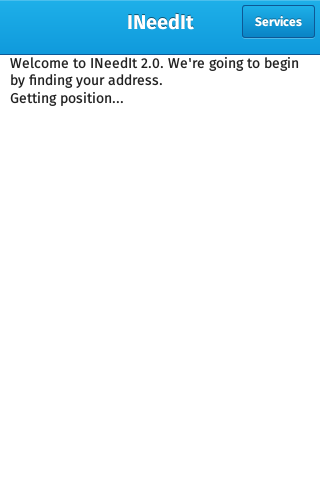 INeedIt
Services
Welcome to INeedIt 2.0. We're going to begin
by finding your address.
Getting position...